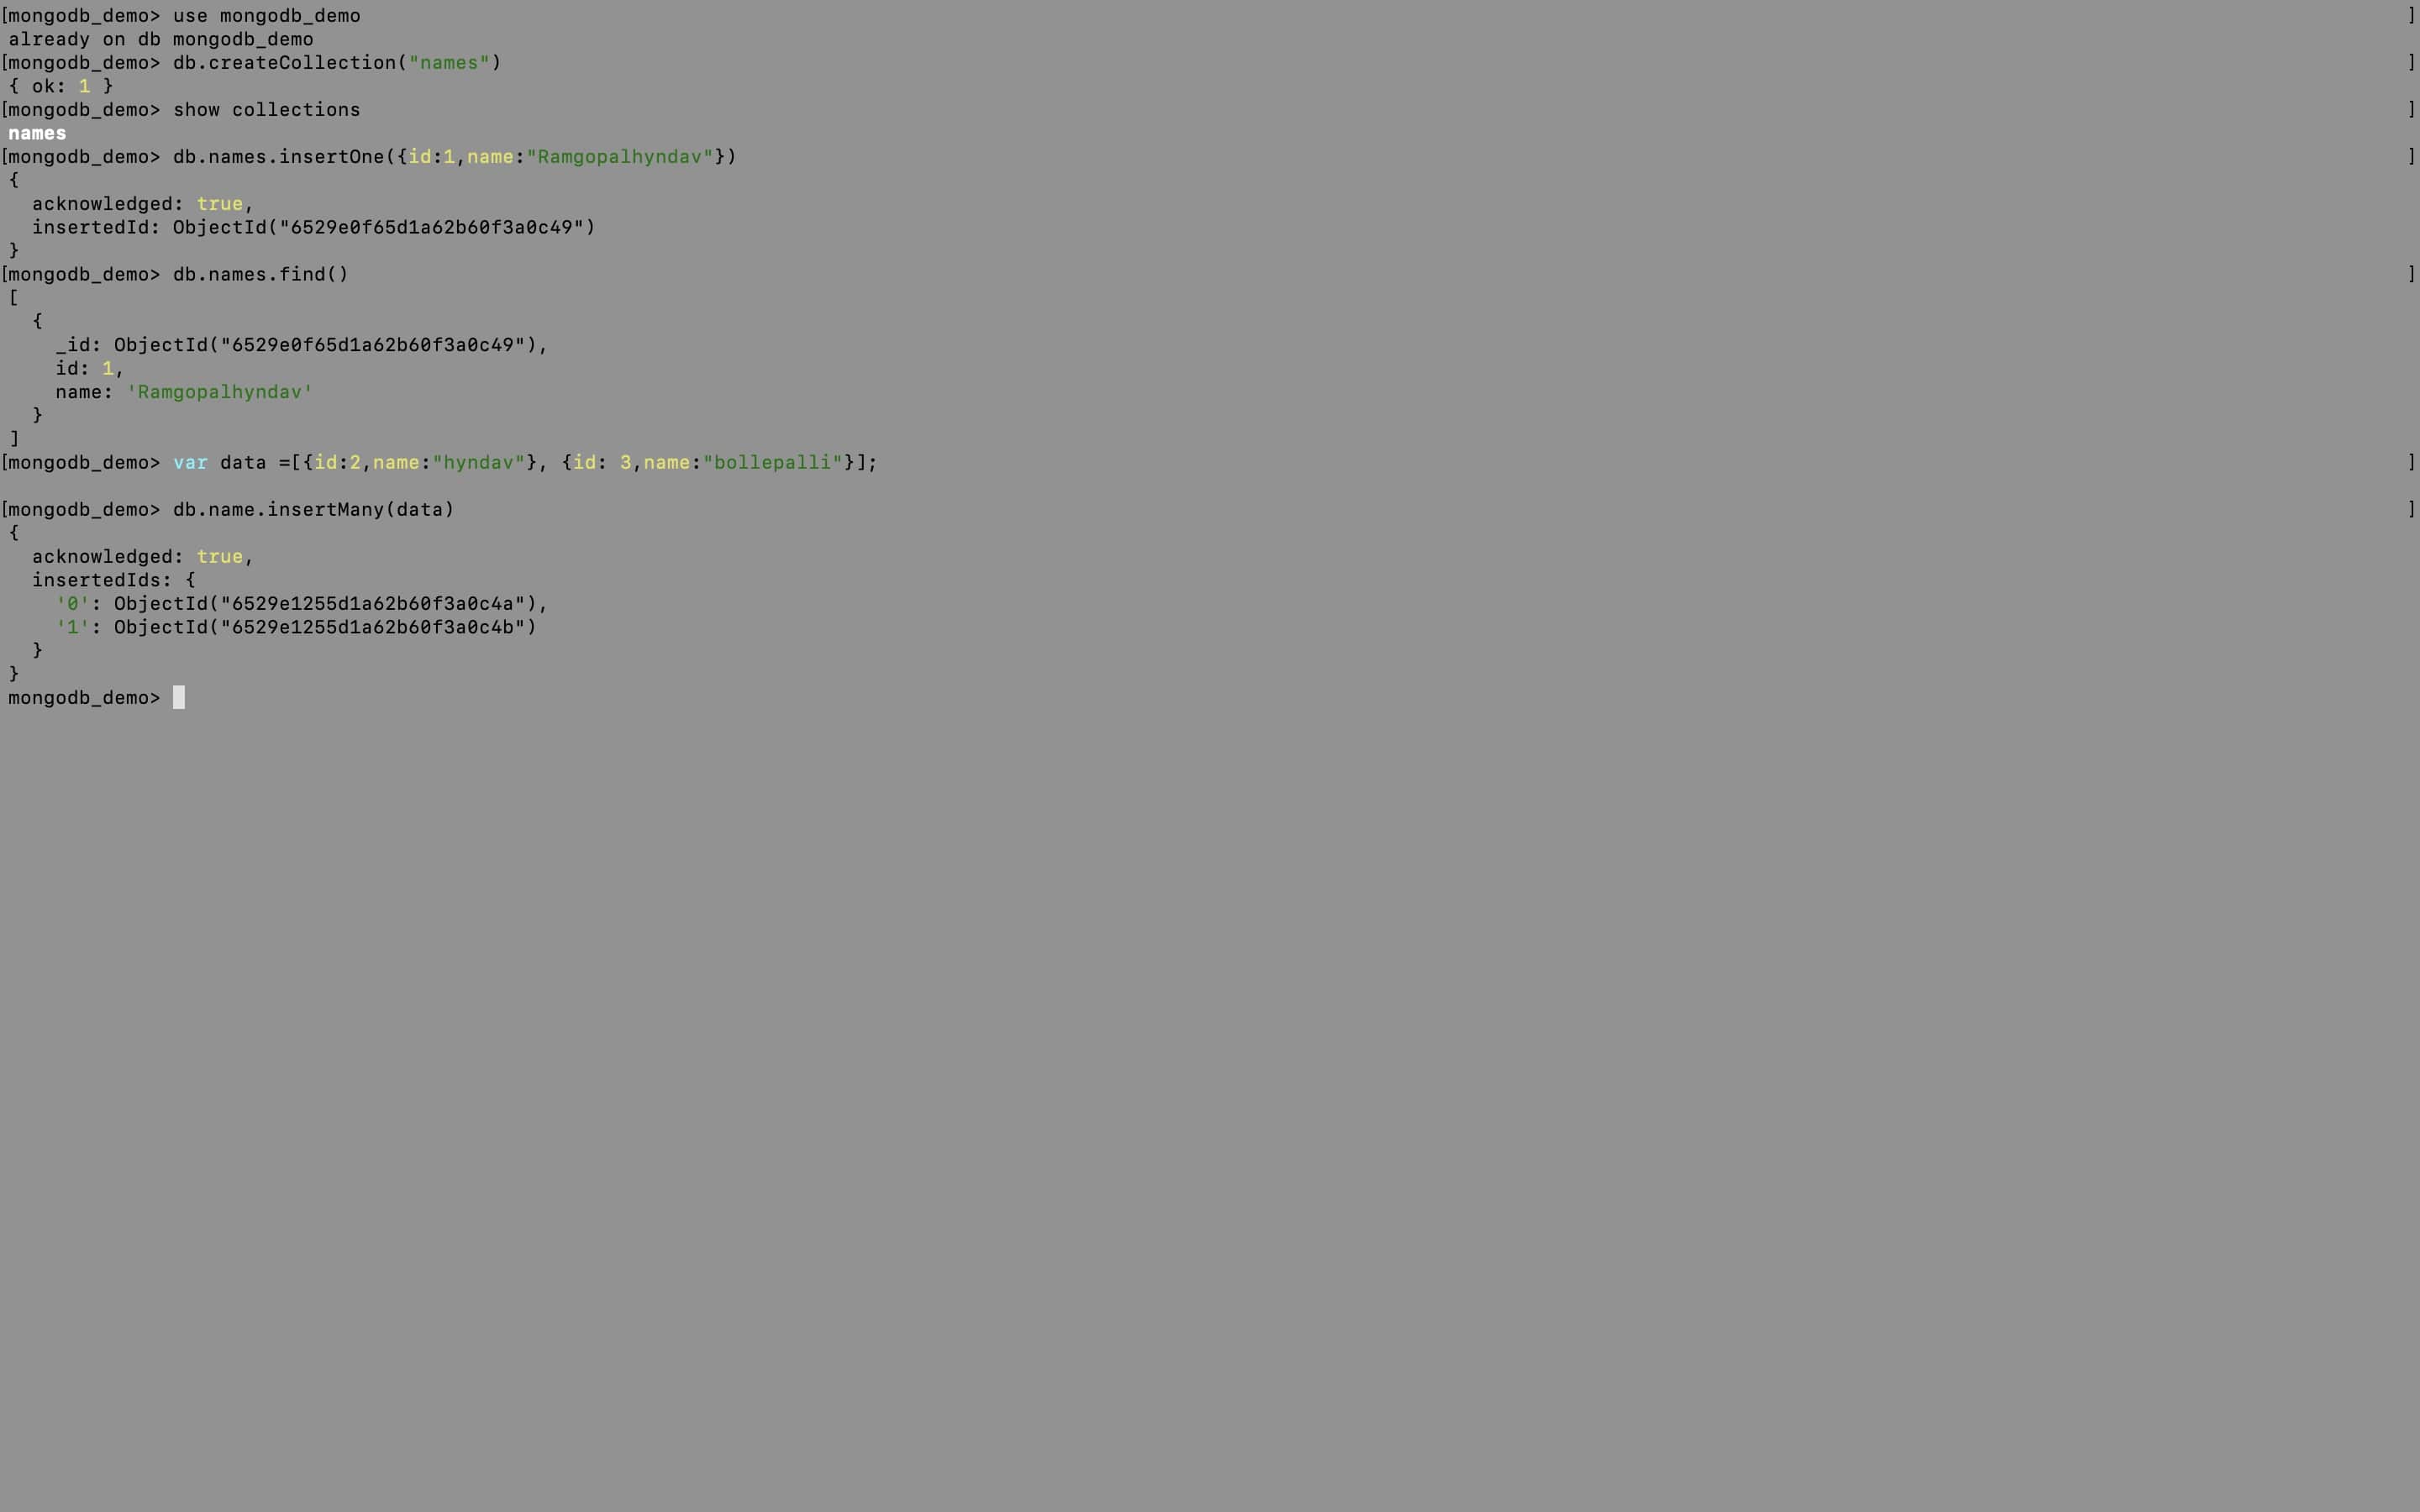 [mongodb_demo> use mongodb_demo ]
already on db mongodb_demo
[mongodb_demo> db.createCollection("names") ]
{ ok: 1 }
[mongodb_demo> show collections ]
names
[mongodb_demo> db.names.insertOne({id:1,name:"Ramgopalhyndav"}) ]
{
  acknowledged: true,
  insertedId: ObjectId("6529e0f65d1a62b60f3a0c49")
}
[mongodb_demo> db.names.find() ]
[
  {
    _id: ObjectId("6529e0f65d1a62b60f3a0c49"),
    id: 1,
    name: 'Ramgopalhyndav'
  }
]
[mongodb_demo> var data =[{id:2,name:"hyndav"}, {id: 3,name:"bollepalli"}]; ]
[mongodb_demo> db.name.insertMany(data) ]
{
  acknowledged: true,
  insertedIds: {
    '0': ObjectId("6529e1255d1a62b60f3a0c4a"),
    '1': ObjectId("6529e1255d1a62b60f3a0c4b")
  }
}
mongodb_demo>